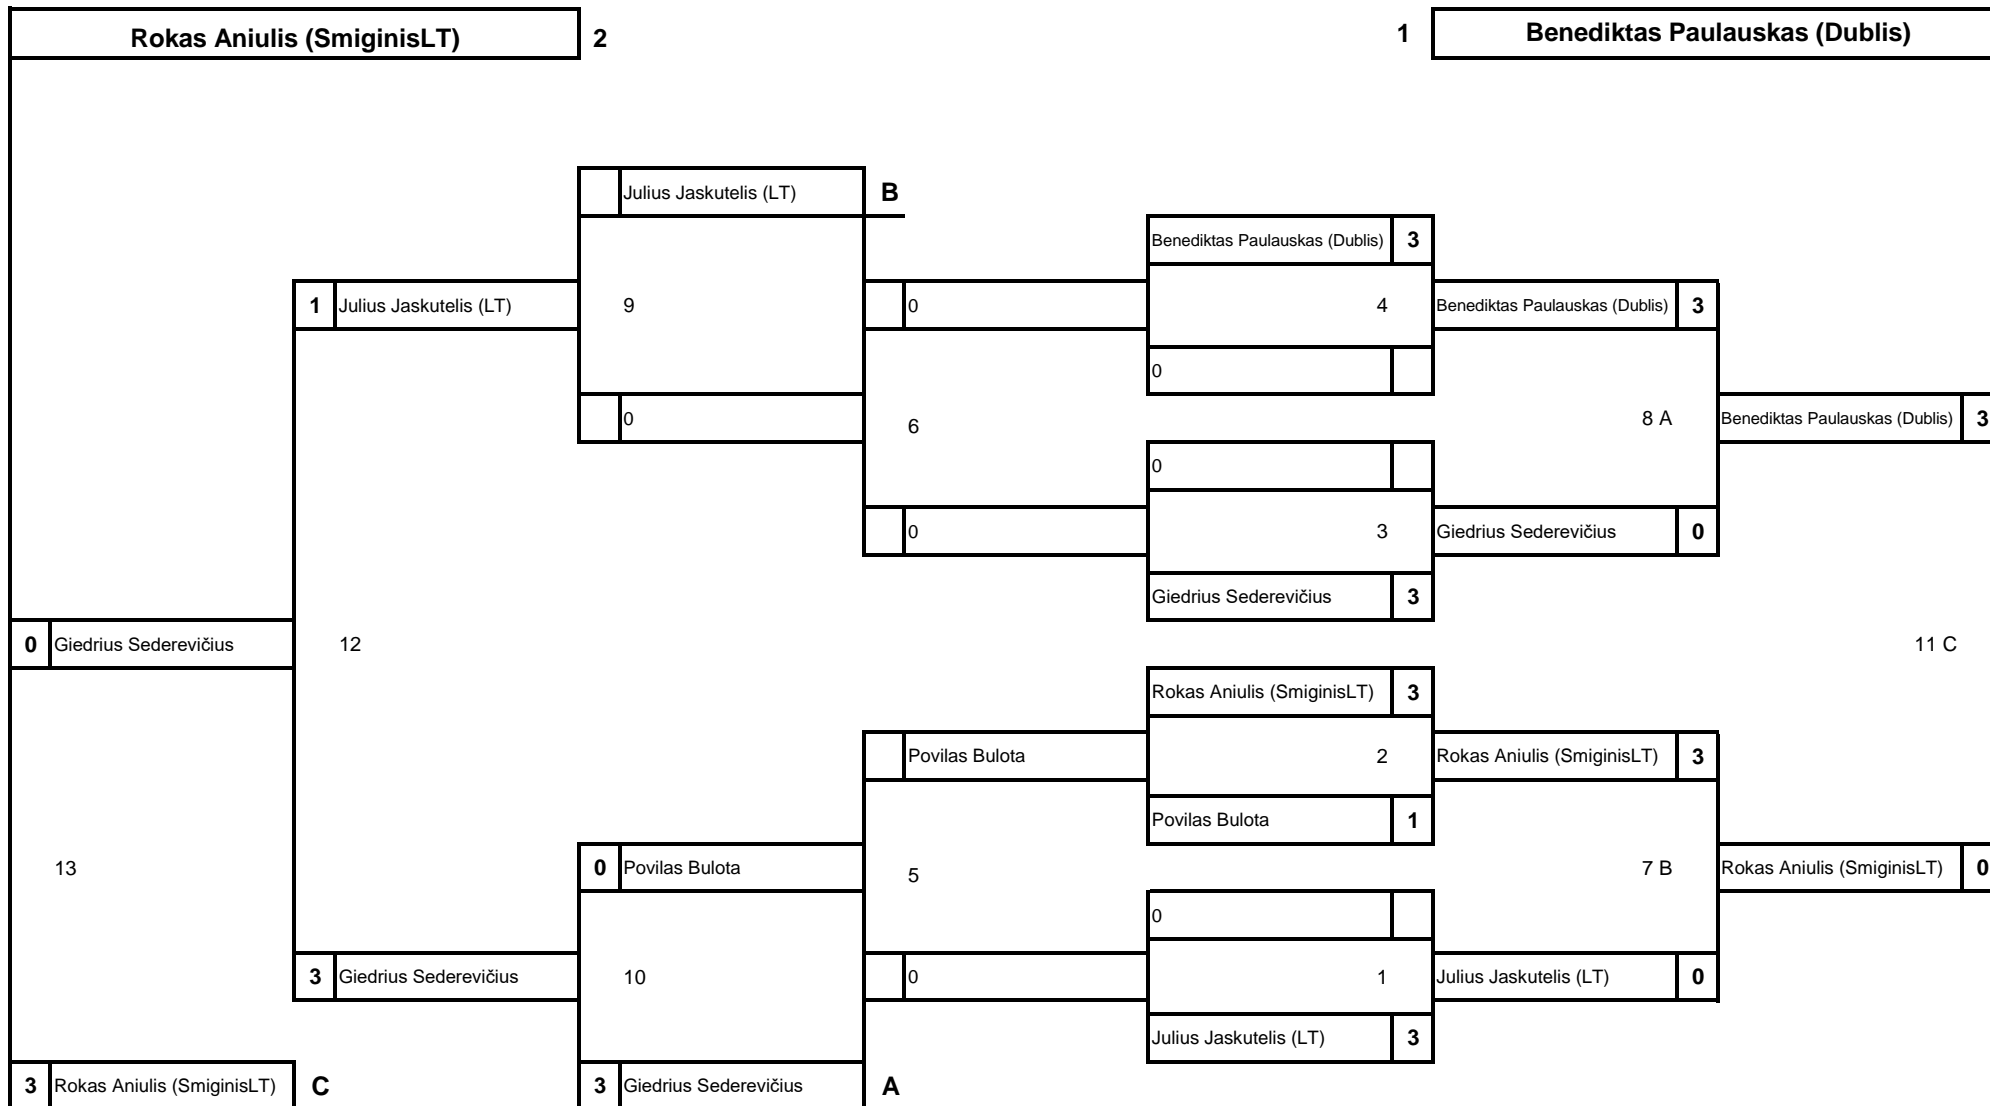 Rokas Aniulis (SmiginisLT) 2 1 Benediktas Paulauskas (Dublis)
Julius Jaskutelis (LT) B
Benediktas Paulauskas (Dublis) 3
1 Julius Jaskutelis (LT) 9 0 4 Benediktas Paulauskas (Dublis) 3
0
0 6 8 A Benediktas Paulauskas (Dublis) 3
0
0 3 Giedrius Sederevičius 0
Giedrius Sederevičius 3
0 Giedrius Sederevičius 12 11 C
Rokas Aniulis (SmiginisLT) 3
Povilas Bulota 2 Rokas Aniulis (SmiginisLT) 3
Povilas Bulota 1
13 0 Povilas Bulota 5 7 B Rokas Aniulis (SmiginisLT) 0
0
3 Giedrius Sederevičius 10 0 1 Julius Jaskutelis (LT) 0
Julius Jaskutelis (LT) 3
3 Rokas Aniulis (SmiginisLT) C 3 Giedrius Sederevičius A